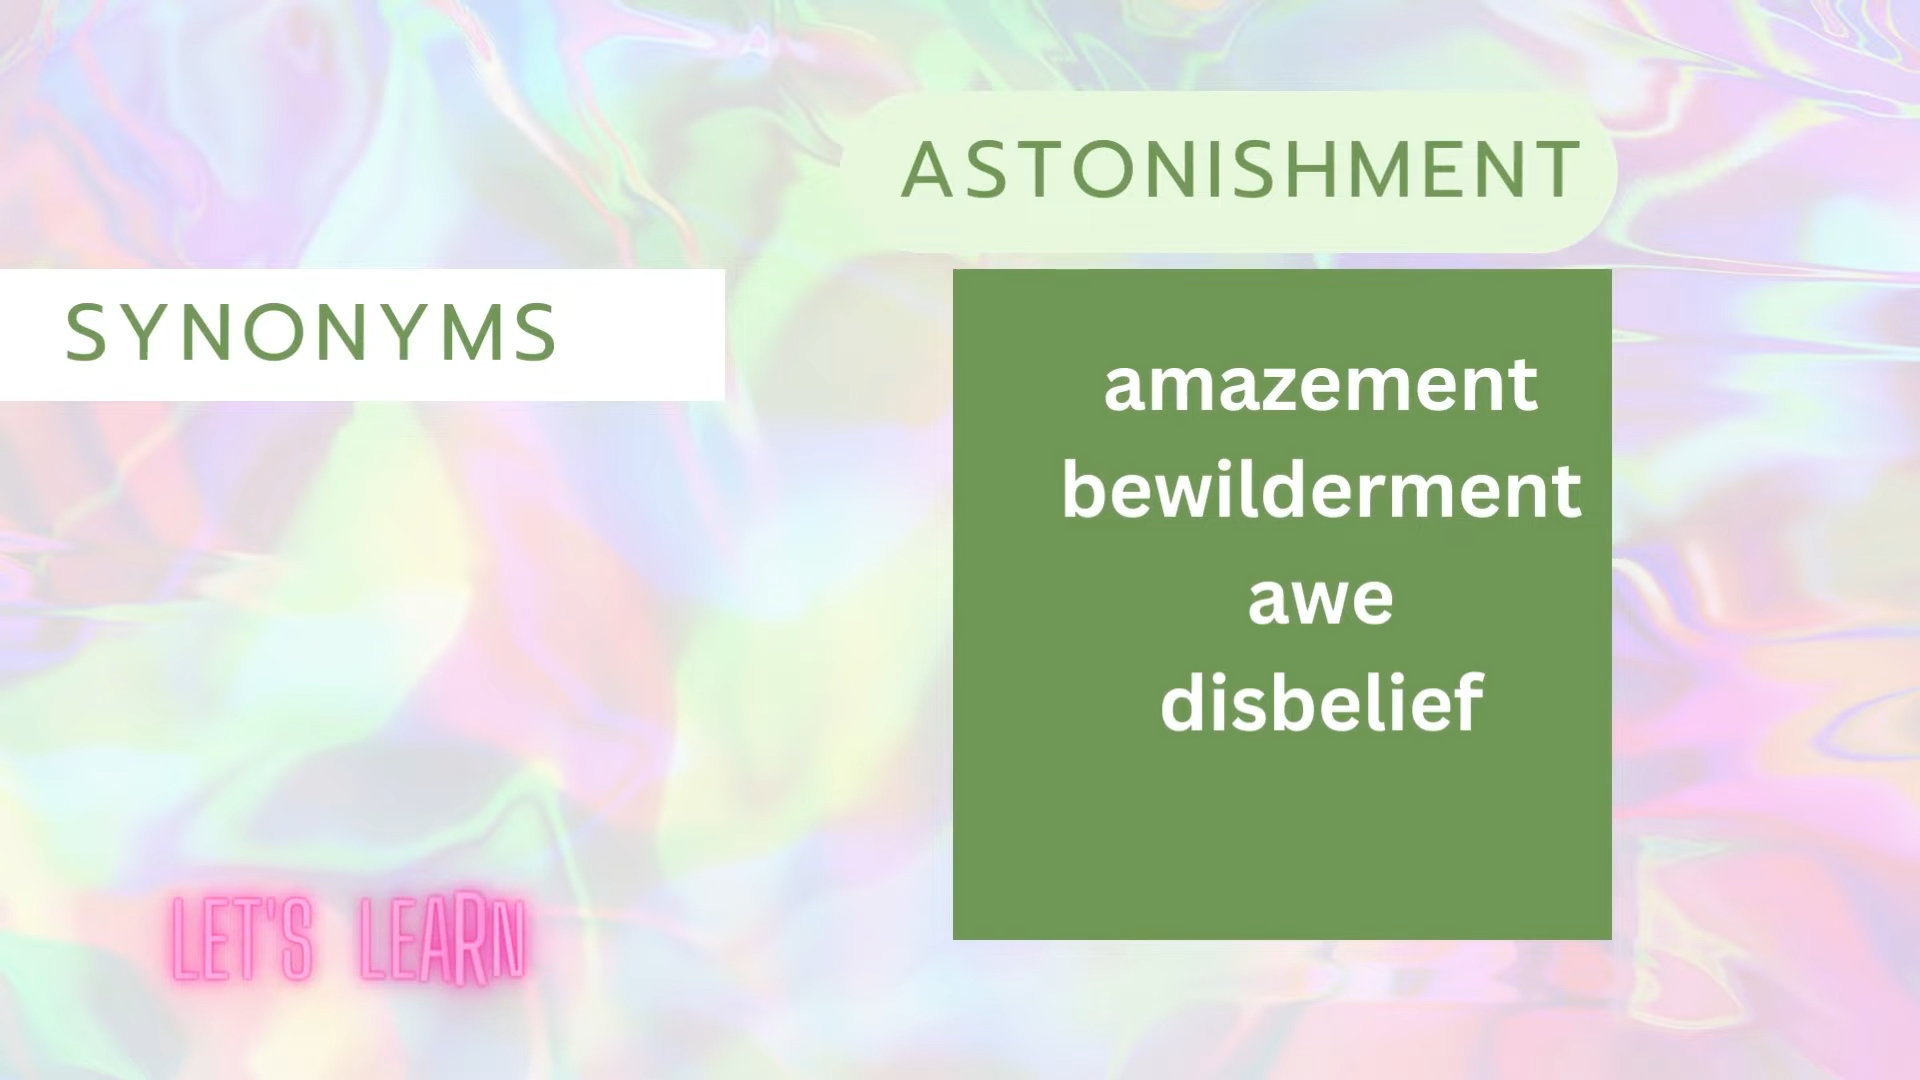 ASTONISHMENT
SYNONYMS
amazement
bewilderment
awe
disbelief
LET'S LEARN